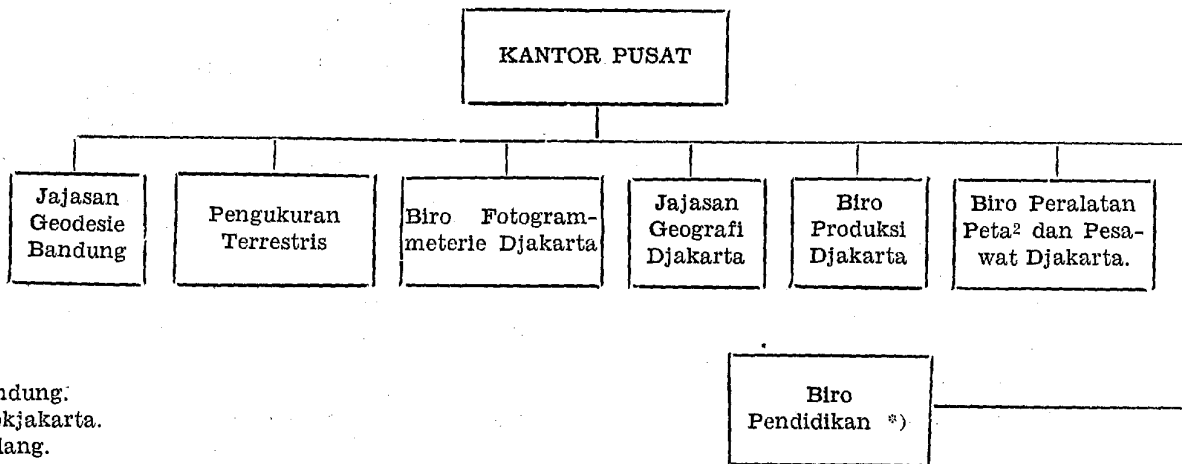 KANTOR PUSAT
Jajasan
Geodesie
Bandung
Pengukuran
Terrestris
Biro Fotogram-
meterie Djakarta
Jajasan
Geografi
Djakarta
Biro
Produksi
Djakarta
Biro Peralatan
Peta² dan Pesa-
wat Djakarta.
Biro
Pendidikan *)
ndung.
okjakarta.
lang.